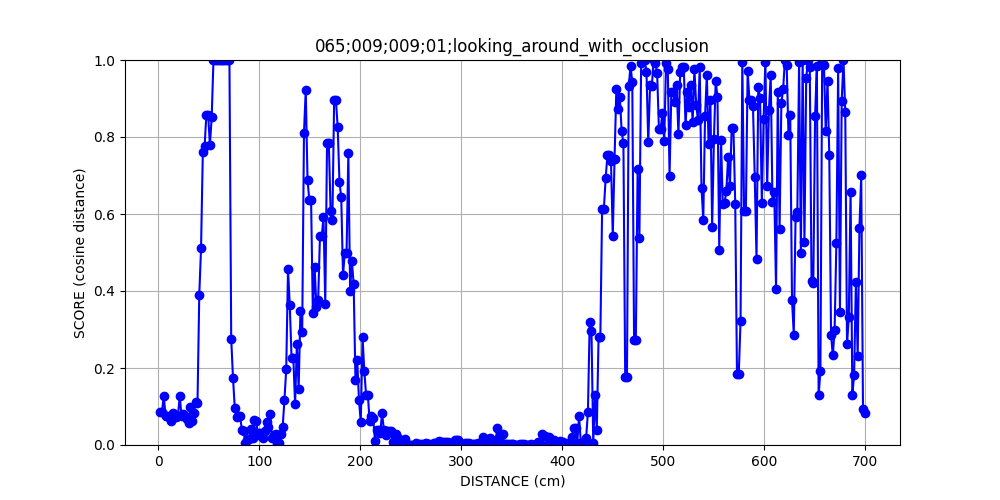 065;009;009;01;looking_around_with_occlusion
1.0
0.8
0.6
0.4
0.2
0.0
SCORE (cosine distance)
0 100 200 300 400 500 600 700
DISTANCE (cm)